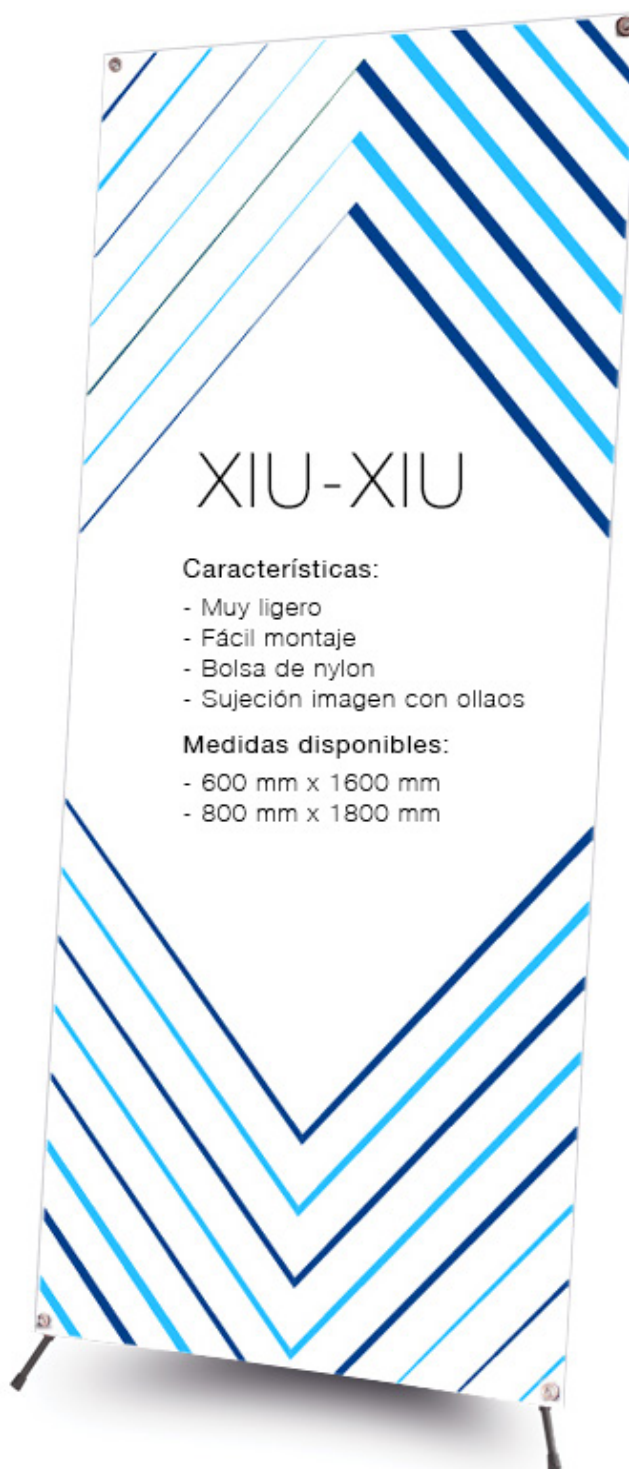 XIU-XIU
Características:
- Muy ligero
- Fácil montaje
- Bolsa de nylon
- Sujeción imagen con ollaos
Medidas disponibles:
- 600 mm x 1600 mm
- 800 mm x 1800 mm